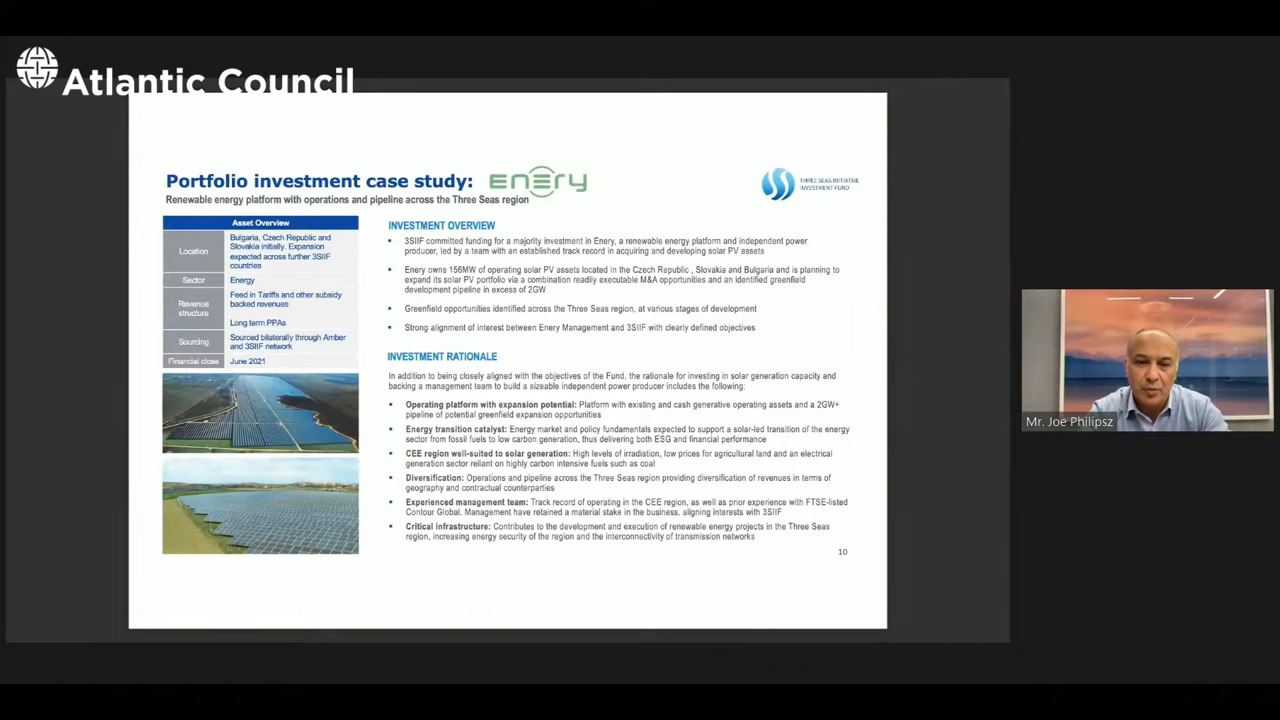 Atlantic Council
Portfolio investment case study: enery
THREE SEAS INITIATIVE
INVESTMENT FUND
Renewable energy platform with operations and pipeline across the Three Seas region
Asset Overview
Location
Bulgaria, Czech Republic and
Slovakia initially. Expansion
expected across further 3SIIF
countries
Sector
Energy
Revenue
structure
Feed in Tariffs and other subsidy
backed revenues
Long term PPAs
Sourcing
Sourced bilaterally through Amber
and 3SIIF network
Financial close
June 2021
INVESTMENT OVERVIEW
▪ 3SIIF committed funding for a majority investment in Enery, a renewable energy platform and independent power
producer, led by a team with an established track record in acquiring and developing solar PV assets
▪ Enery owns 156MW of operating solar PV assets located in the Czech Republic , Slovakia and Bulgaria and is planning to
expand its solar PV portfolio via a combination readily executable M&A opportunities and an identified greenfield
development pipeline in excess of 2GW
▪ Greenfield opportunities identified across the Three Seas region, at various stages of development
▪ Strong alignment of interest between Enery Management and 3SIIF with clearly defined objectives
INVESTMENT RATIONALE
In addition to being closely aligned with the objectives of the Fund, the rationale for investing in solar generation capacity and
backing a management team to build a sizeable independent power producer includes the following:
▪ Operating platform with expansion potential: Platform with existing and cash generative operating assets and a 2GW+
pipeline of potential greenfield expansion opportunities
▪ Energy transition catalyst: Energy market and policy fundamentals expected to support a solar-led transition of the energy
sector from fossil fuels to low carbon generation, thus delivering both ESG and financial performance
▪ CEE region well-suited to solar generation: High levels of irradiation, low prices for agricultural land and an electrical
generation sector reliant on highly carbon intensive fuels such as coal
▪ Diversification: Operations and pipeline across the Three Seas region providing diversification of revenues in terms of
geography and contractual counterparties
▪ Experienced management team: Track record of operating in the CEE region, as well as prior experience with FTSE-listed
Contour Global. Management have retained a material stake in the business, aligning interests with 3SIIF
▪ Critical infrastructure: Contributes to the development and execution of renewable energy projects in the Three Seas
region, increasing energy security of the region and the interconnectivity of transmission networks
10
Mr. Joe Philipsz